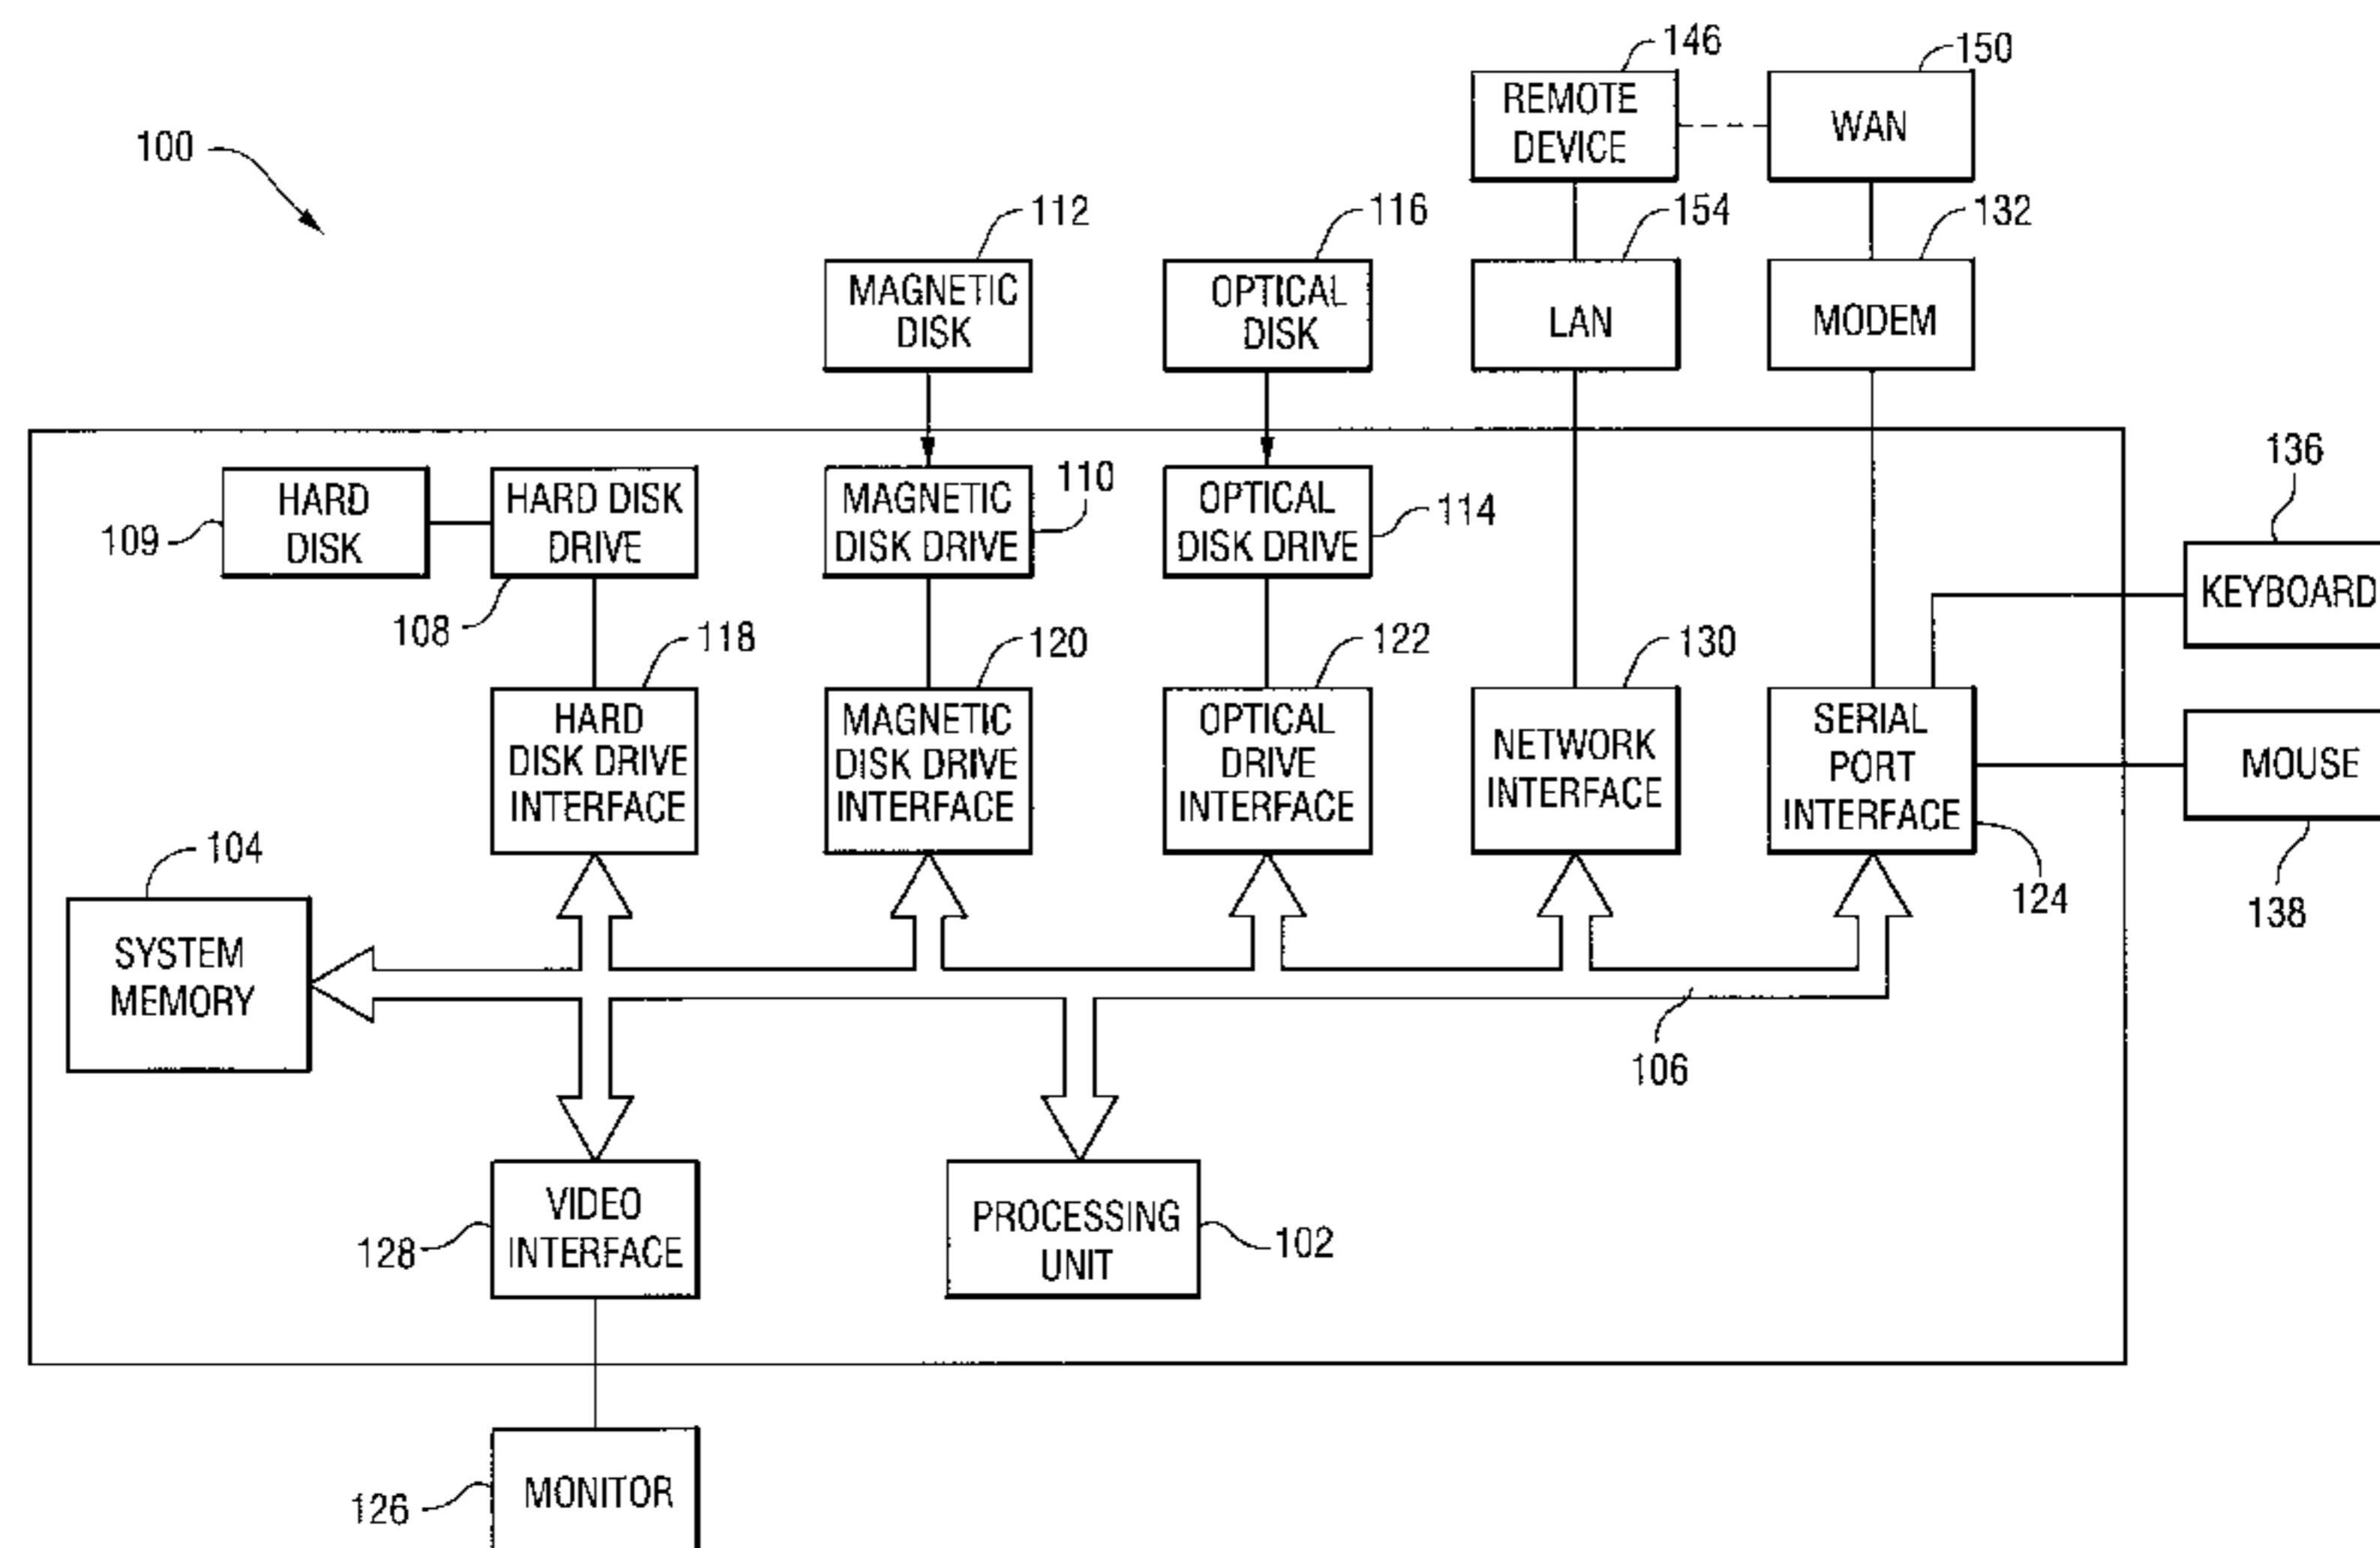 146
150
REMOTE
DEVICE
WAN
100
112
116
154
132
MAGNETIC
DISK
OPTICAL
DISK
LAN
MODEM
136
HARD
DISK
109
HARD DISK
DRIVE
108
MAGNETIC
DISK DRIVE
110
OPTICAL
DISK DRIVE
114
KEYBOARD
118
120
122
130
HARD
DISK DRIVE
INTERFACE
MAGNETIC
DISK DRIVE
INTERFACE
OPTICAL
DRIVE
INTERFACE
NETWORK
INTERFACE
SERIAL
PORT
INTERFACE
MOUSE
104
124
138
SYSTEM
MEMORY
106
VIDEO
INTERFACE
128
PROCESSING
UNIT
102
MONITOR
126